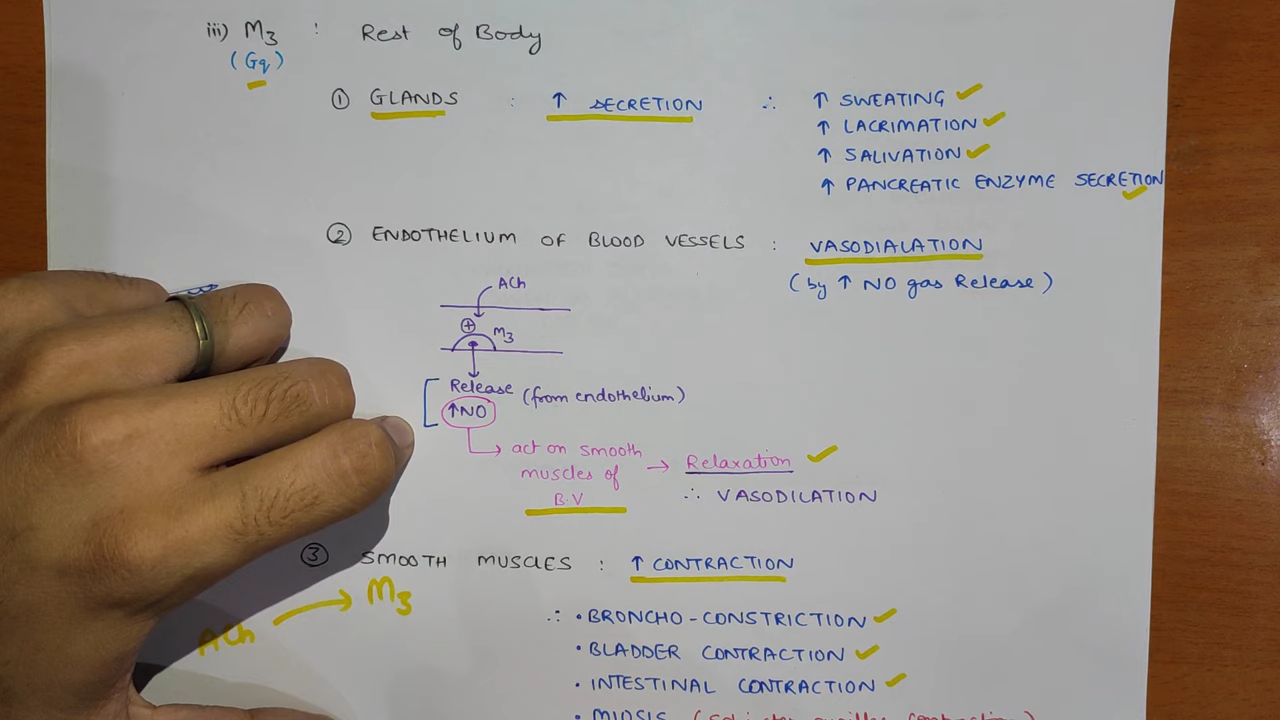 iii) M3 : Rest of Body
(Gq)
① GLANDS : ↑ SECRETION ∴ ↑ SWEATING ✓
↑ LACRIMATION ✓
↑ SALIVATION ✓
↑ PANCREATIC ENZYME SECRETION ✓
② ENDOTHELIUM OF BLOOD VESSELS : VASODIALATION
(by ↑ NO gas Release)
ACh
⊕ M3
Release (from endothelium)
↑NO
act on smooth → Relaxation ✓
muscles of
B.V ∴ VASODILATION
③ SMOOTH MUSCLES : ↑ CONTRACTION
ACh → M3
∴ • BRONCHO-CONSTRICTION ✓
• BLADDER CONTRACTION ✓
• INTESTINAL CONTRACTION ✓
• MIOSIS